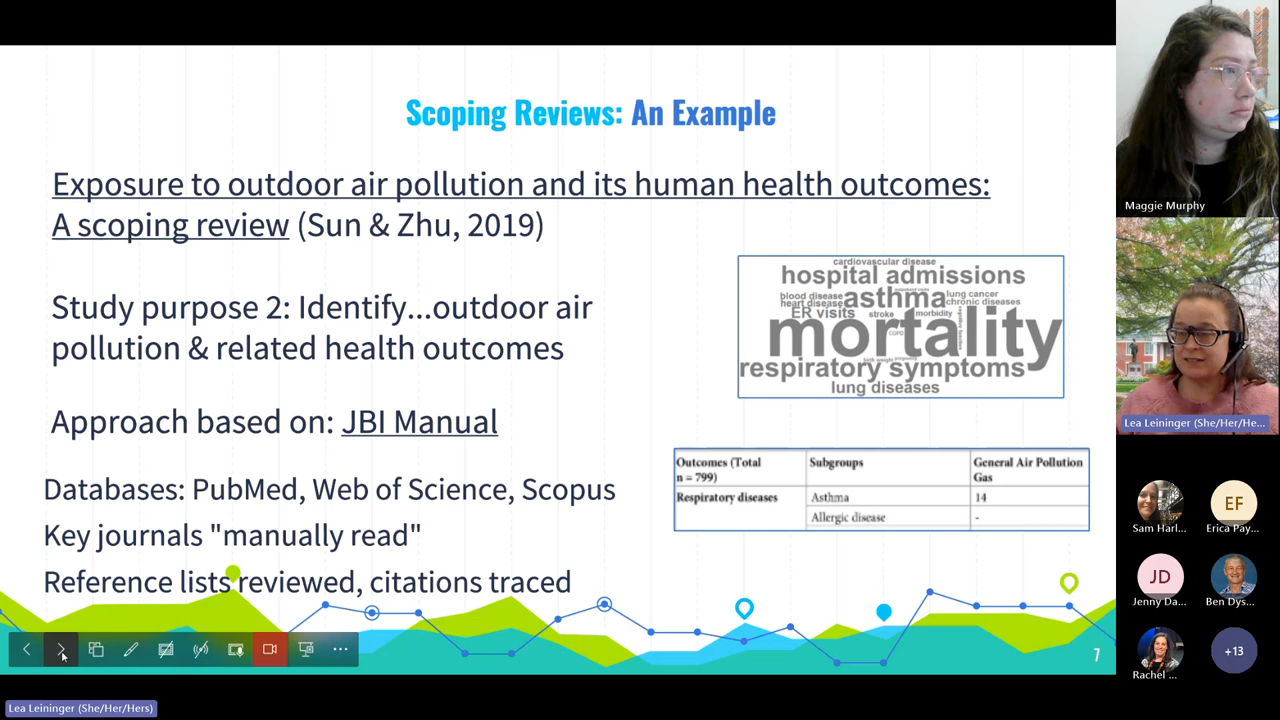 Scoping Reviews: An Example
Exposure to outdoor air pollution and its human health outcomes:
A scoping review (Sun & Zhu, 2019)
Study purpose 2: Identify...outdoor air
pollution & related health outcomes
Approach based on: JBI Manual
Databases: PubMed, Web of Science, Scopus
Key journals "manually read"
Reference lists reviewed, citations traced
cardiovascular disease
hospital admissions
blood disease
asthma
lung cancer
heart disease
chronic diseases
ER visits
stroke
morbidity
COPD
mortality
birth weight
respiratory symptoms
lung diseases
Outcomes (Total n = 799) Subgroups General Air Pollution Gas
Respiratory diseases Asthma 14
Allergic disease -
7
Maggie Murphy
Lea Leininger (She/Her/He...
Sam Harl...
EF
Erica Pay...
JD
Jenny Da...
Ben Dys...
Rachel ...
+13
Lea Leininger (She/Her/Hers)